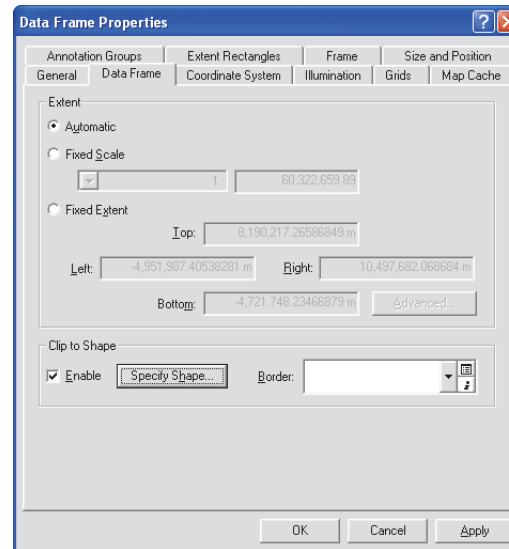 Data Frame Properties
Annotation Groups Extent Rectangles Frame Size and Position
General Data Frame Coordinate System Illumination Grids Map Cache
Extent
Automatic
Fixed Scale
1 : 60,322,659.89
Fixed Extent
Top: 8,190,217.26586849 m
Left: -4,951,987.40538281 m Right: 10,497,682.068684 m
Bottom: -4,721,748.23466879 m Advanced...
Clip to Shape
Enable Specify Shape... Border:
OK Cancel Apply